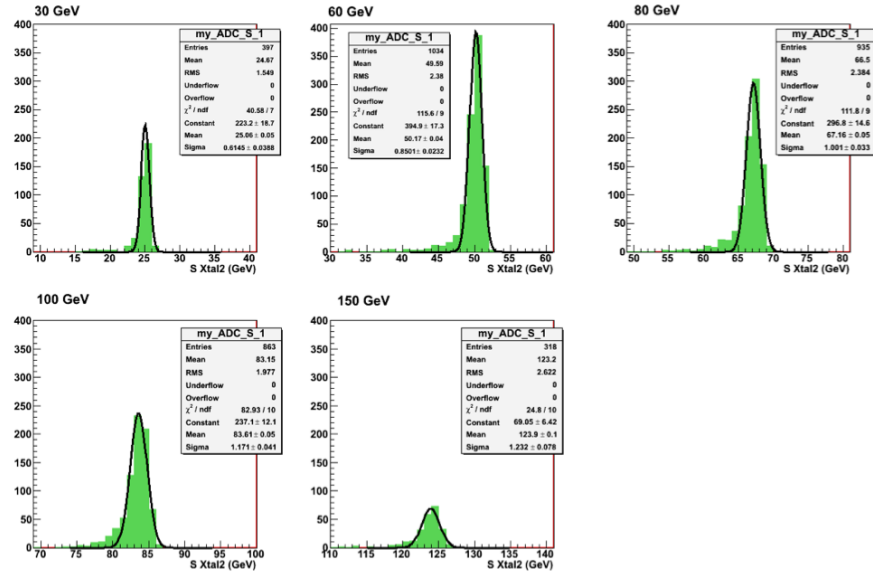 30 GeV
my_ADC_S_1
Entries 397
Mean 24.67
RMS 1.549
Underflow 0
Overflow 0
χ² / ndf 40.58 / 7
Constant 223.2 ± 18.7
Mean 25.06 ± 0.05
Sigma 0.6145 ± 0.0388
400
350
300
250
200
150
100
50
0
10 15 20 25 30 35 40
S Xtal2 (GeV)
60 GeV
my_ADC_S_1
Entries 1034
Mean 49.59
RMS 2.38
Underflow 0
Overflow 0
χ² / ndf 115.6 / 9
Constant 394.9 ± 17.3
Mean 50.17 ± 0.04
Sigma 0.8501 ± 0.0232
400
350
300
250
200
150
100
50
0
30 35 40 45 50 55 60
S Xtal2 (GeV)
80 GeV
my_ADC_S_1
Entries 935
Mean 66.5
RMS 2.384
Underflow 0
Overflow 0
χ² / ndf 111.8 / 9
Constant 296.8 ± 14.6
Mean 67.16 ± 0.05
Sigma 1.001 ± 0.033
400
350
300
250
200
150
100
50
0
50 55 60 65 70 75 80
S Xtal2 (GeV)
100 GeV
my_ADC_S_1
Entries 863
Mean 83.15
RMS 1.977
Underflow 0
Overflow 0
χ² / ndf 82.93 / 10
Constant 237.1 ± 12.1
Mean 83.61 ± 0.05
Sigma 1.171 ± 0.041
400
350
300
250
200
150
100
50
0
70 75 80 85 90 95 100
S Xtal2 (GeV)
150 GeV
my_ADC_S_1
Entries 318
Mean 123.2
RMS 2.622
Underflow 0
Overflow 0
χ² / ndf 24.8 / 10
Constant 69.05 ± 6.42
Mean 123.9 ± 0.1
Sigma 1.232 ± 0.078
400
350
300
250
200
150
100
50
0
110 115 120 125 130 135 140
S Xtal2 (GeV)